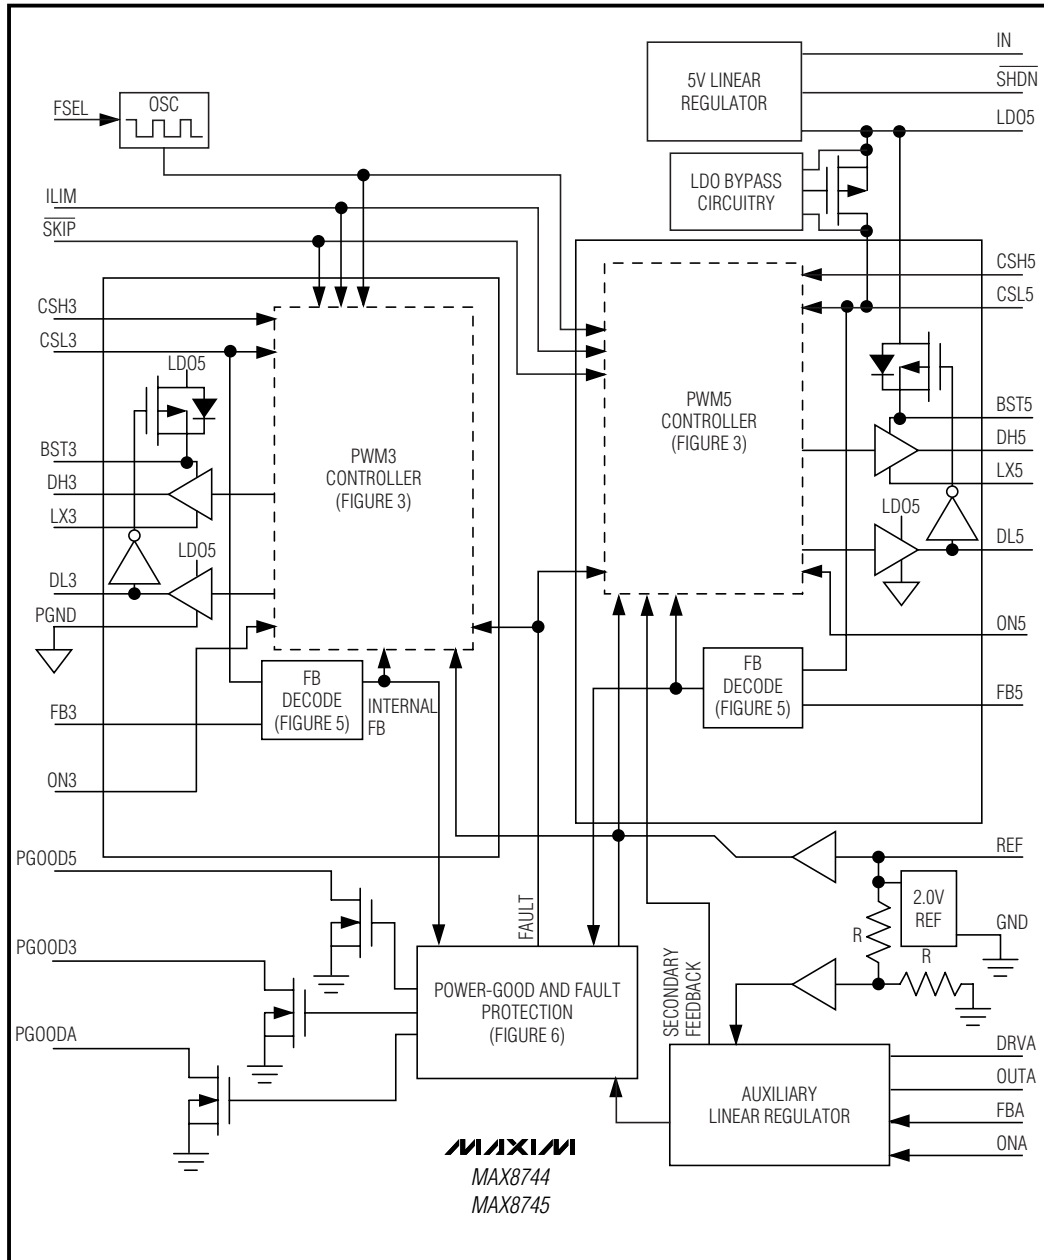 IN
5V LINEAR
REGULATOR
SHDN
LDO5
FSEL
OSC
LDO BYPASS
CIRCUITRY
ILIM
SKIP
CSH5
CSL5
CSH3
CSL3
LDO5
BST5
DH5
LX5
PWM5
CONTROLLER
(FIGURE 3)
BST3
DH3
LX3
PWM3
CONTROLLER
(FIGURE 3)
LDO5
DL5
LDO5
DL3
PGND
ON5
FB
DECODE
(FIGURE 5)
FB
DECODE
(FIGURE 5)
INTERNAL
FB
FB3
FB5
ON3
REF
PGOOD5
2.0V
REF
GND
R
R
FAULT
PGOOD3
POWER-GOOD AND FAULT
PROTECTION
(FIGURE 6)
SECONDARY
FEEDBACK
PGOODA
DRVA
OUTA
FBA
ONA
AUXILIARY
LINEAR REGULATOR
MAXIM
MAX8744
MAX8745